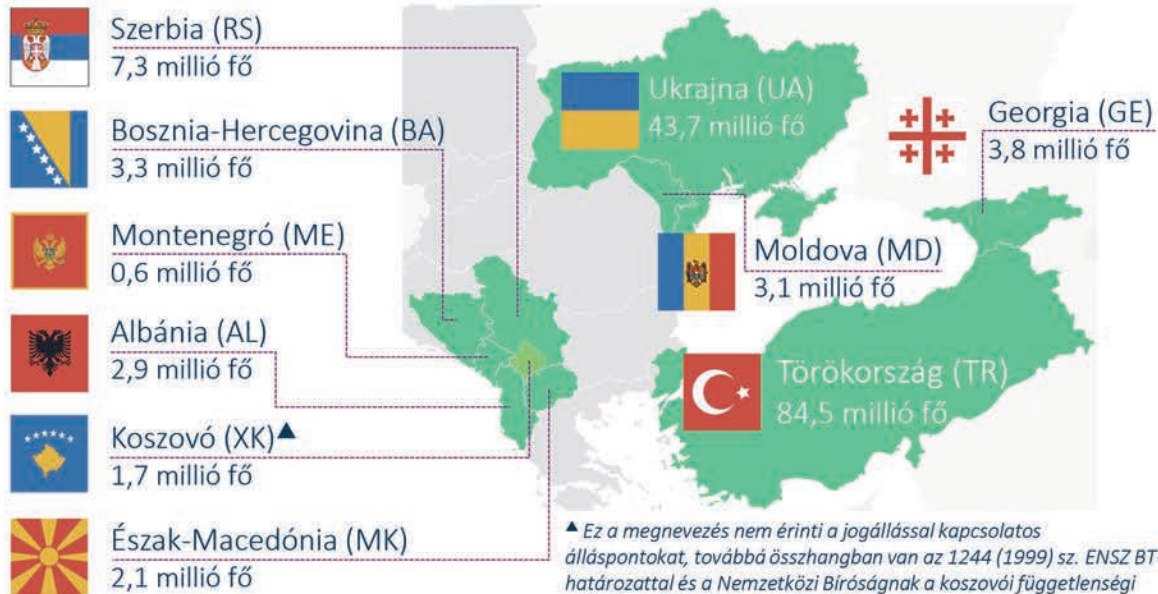 Szerbia (RS)
7,3 millió fő
Bosznia-Hercegovina (BA)
3,3 millió fő
Montenegró (ME)
0,6 millió fő
Albánia (AL)
2,9 millió fő
Koszovó (XK)▲
1,7 millió fő
Észak-Macedónia (MK)
2,1 millió fő
Ukrajna (UA)
43,7 millió fő
Georgia (GE)
3,8 millió fő
Moldova (MD)
3,1 millió fő
Törökország (TR)
84,5 millió fő
▲ Ez a megnevezés nem érinti a jogállással kapcsolatos
álláspontokat, továbbá összhangban van az 1244 (1999) sz. ENSZ BT-
határozattal és a Nemzetközi Bíróságnak a koszovói függetlenségi